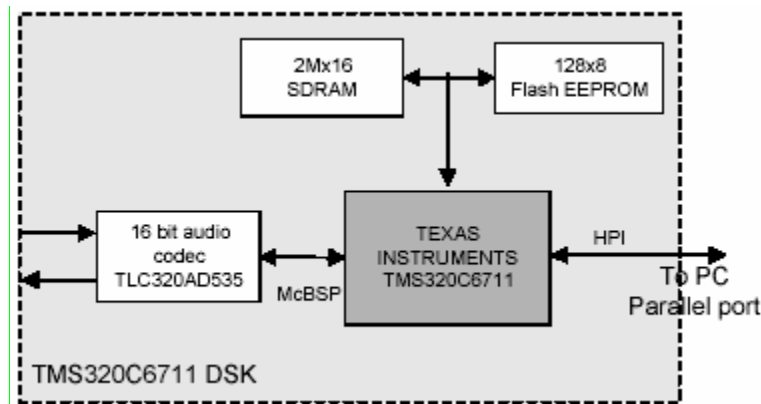 2Mx16
SDRAM
128x8
Flash EEPROM
16 bit audio
codec
TLC320AD535
McBSP
TEXAS
INSTRUMENTS
TMS320C6711
HPI
To PC
Parallel port
TMS320C6711 DSK